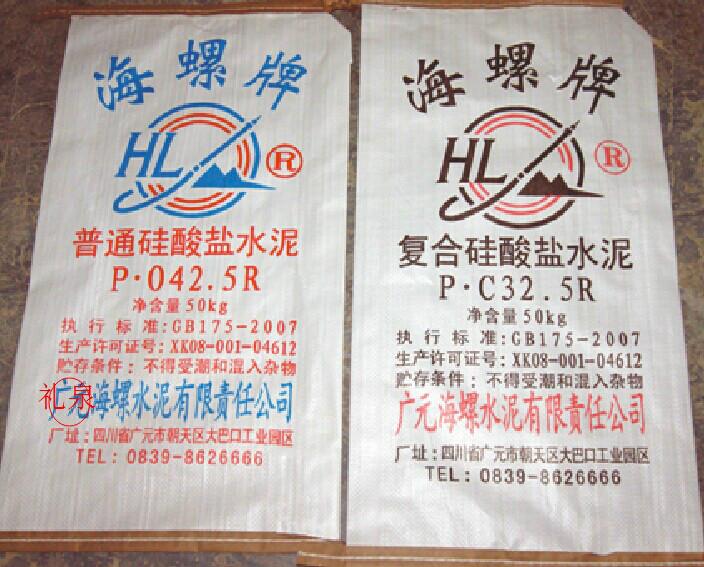 海螺牌
HL
®
普通硅酸盐水泥
P·O42.5R
净含量50kg
执行标准:GB175-2007
生产许可证号:XK08-001-04612
贮存条件:不得受潮和混入杂物
礼泉
广元海螺水泥有限责任公司
厂址:四川省广元市朝天区大巴口工业园区
TEL:0839-8626666
海螺牌
HL
®
复合硅酸盐水泥
P·C32.5R
净含量50kg
执行标准:GB175-2007
生产许可证号:XK08-001-04612
贮存条件:不得受潮和混入杂物
广元海螺水泥有限责任公司
厂址:四川省广元市朝天区大巴口工业园区
TEL:0839-8626666